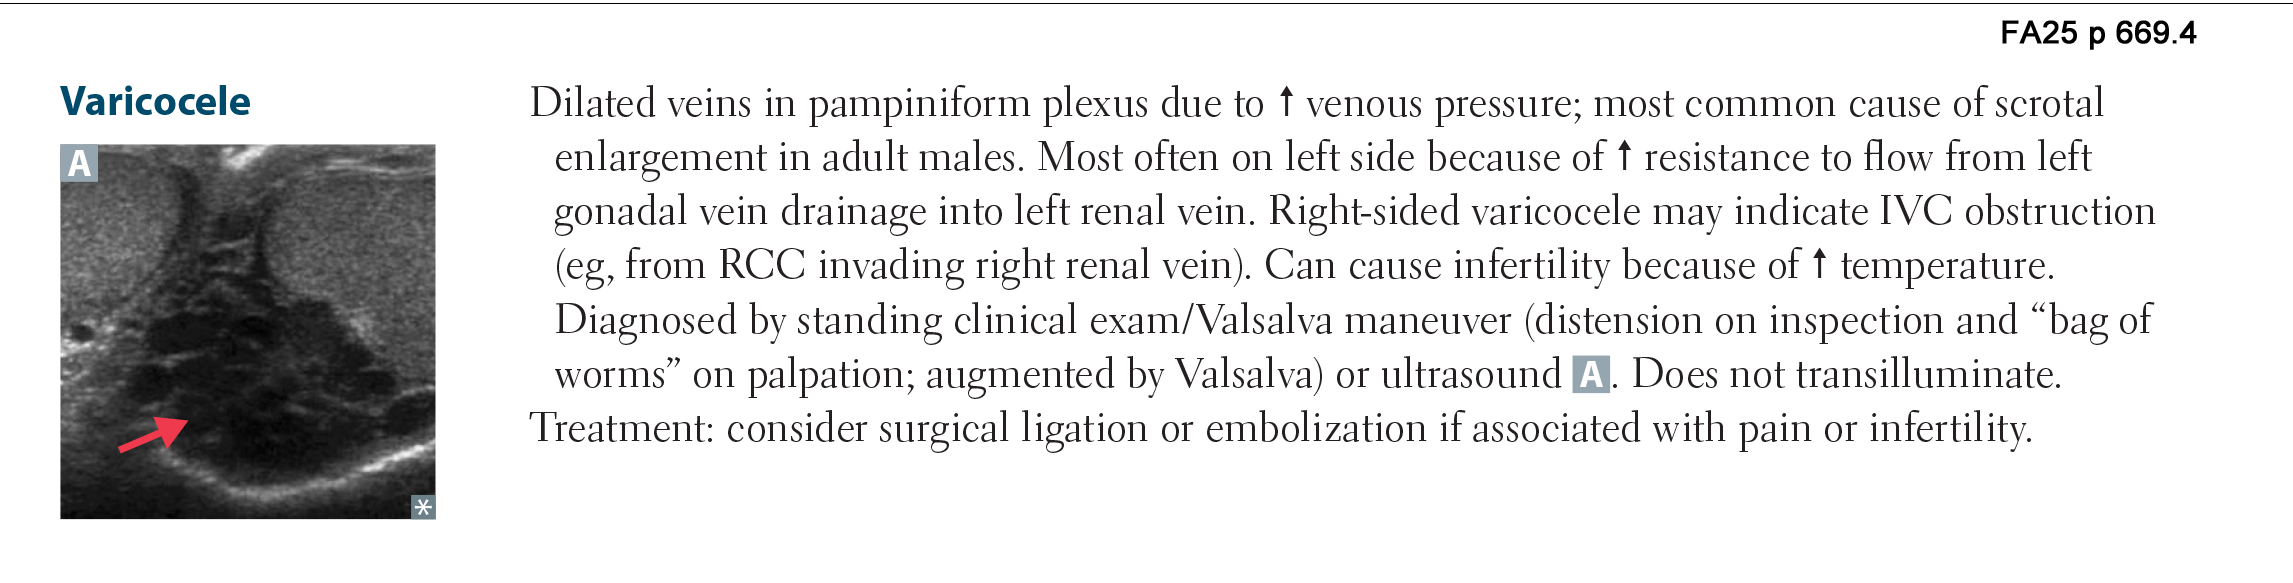 FA25 p 669.4
Varicocele
A
Dilated veins in pampiniform plexus due to ↑ venous pressure; most common cause of scrotal
enlargement in adult males. Most often on left side because of ↑ resistance to flow from left
gonadal vein drainage into left renal vein. Right-sided varicocele may indicate IVC obstruction
(eg, from RCC invading right renal vein). Can cause infertility because of ↑ temperature.
Diagnosed by standing clinical exam/Valsalva maneuver (distension on inspection and “bag of
worms” on palpation; augmented by Valsalva) or ultrasound A. Does not transilluminate.
Treatment: consider surgical ligation or embolization if associated with pain or infertility.
*